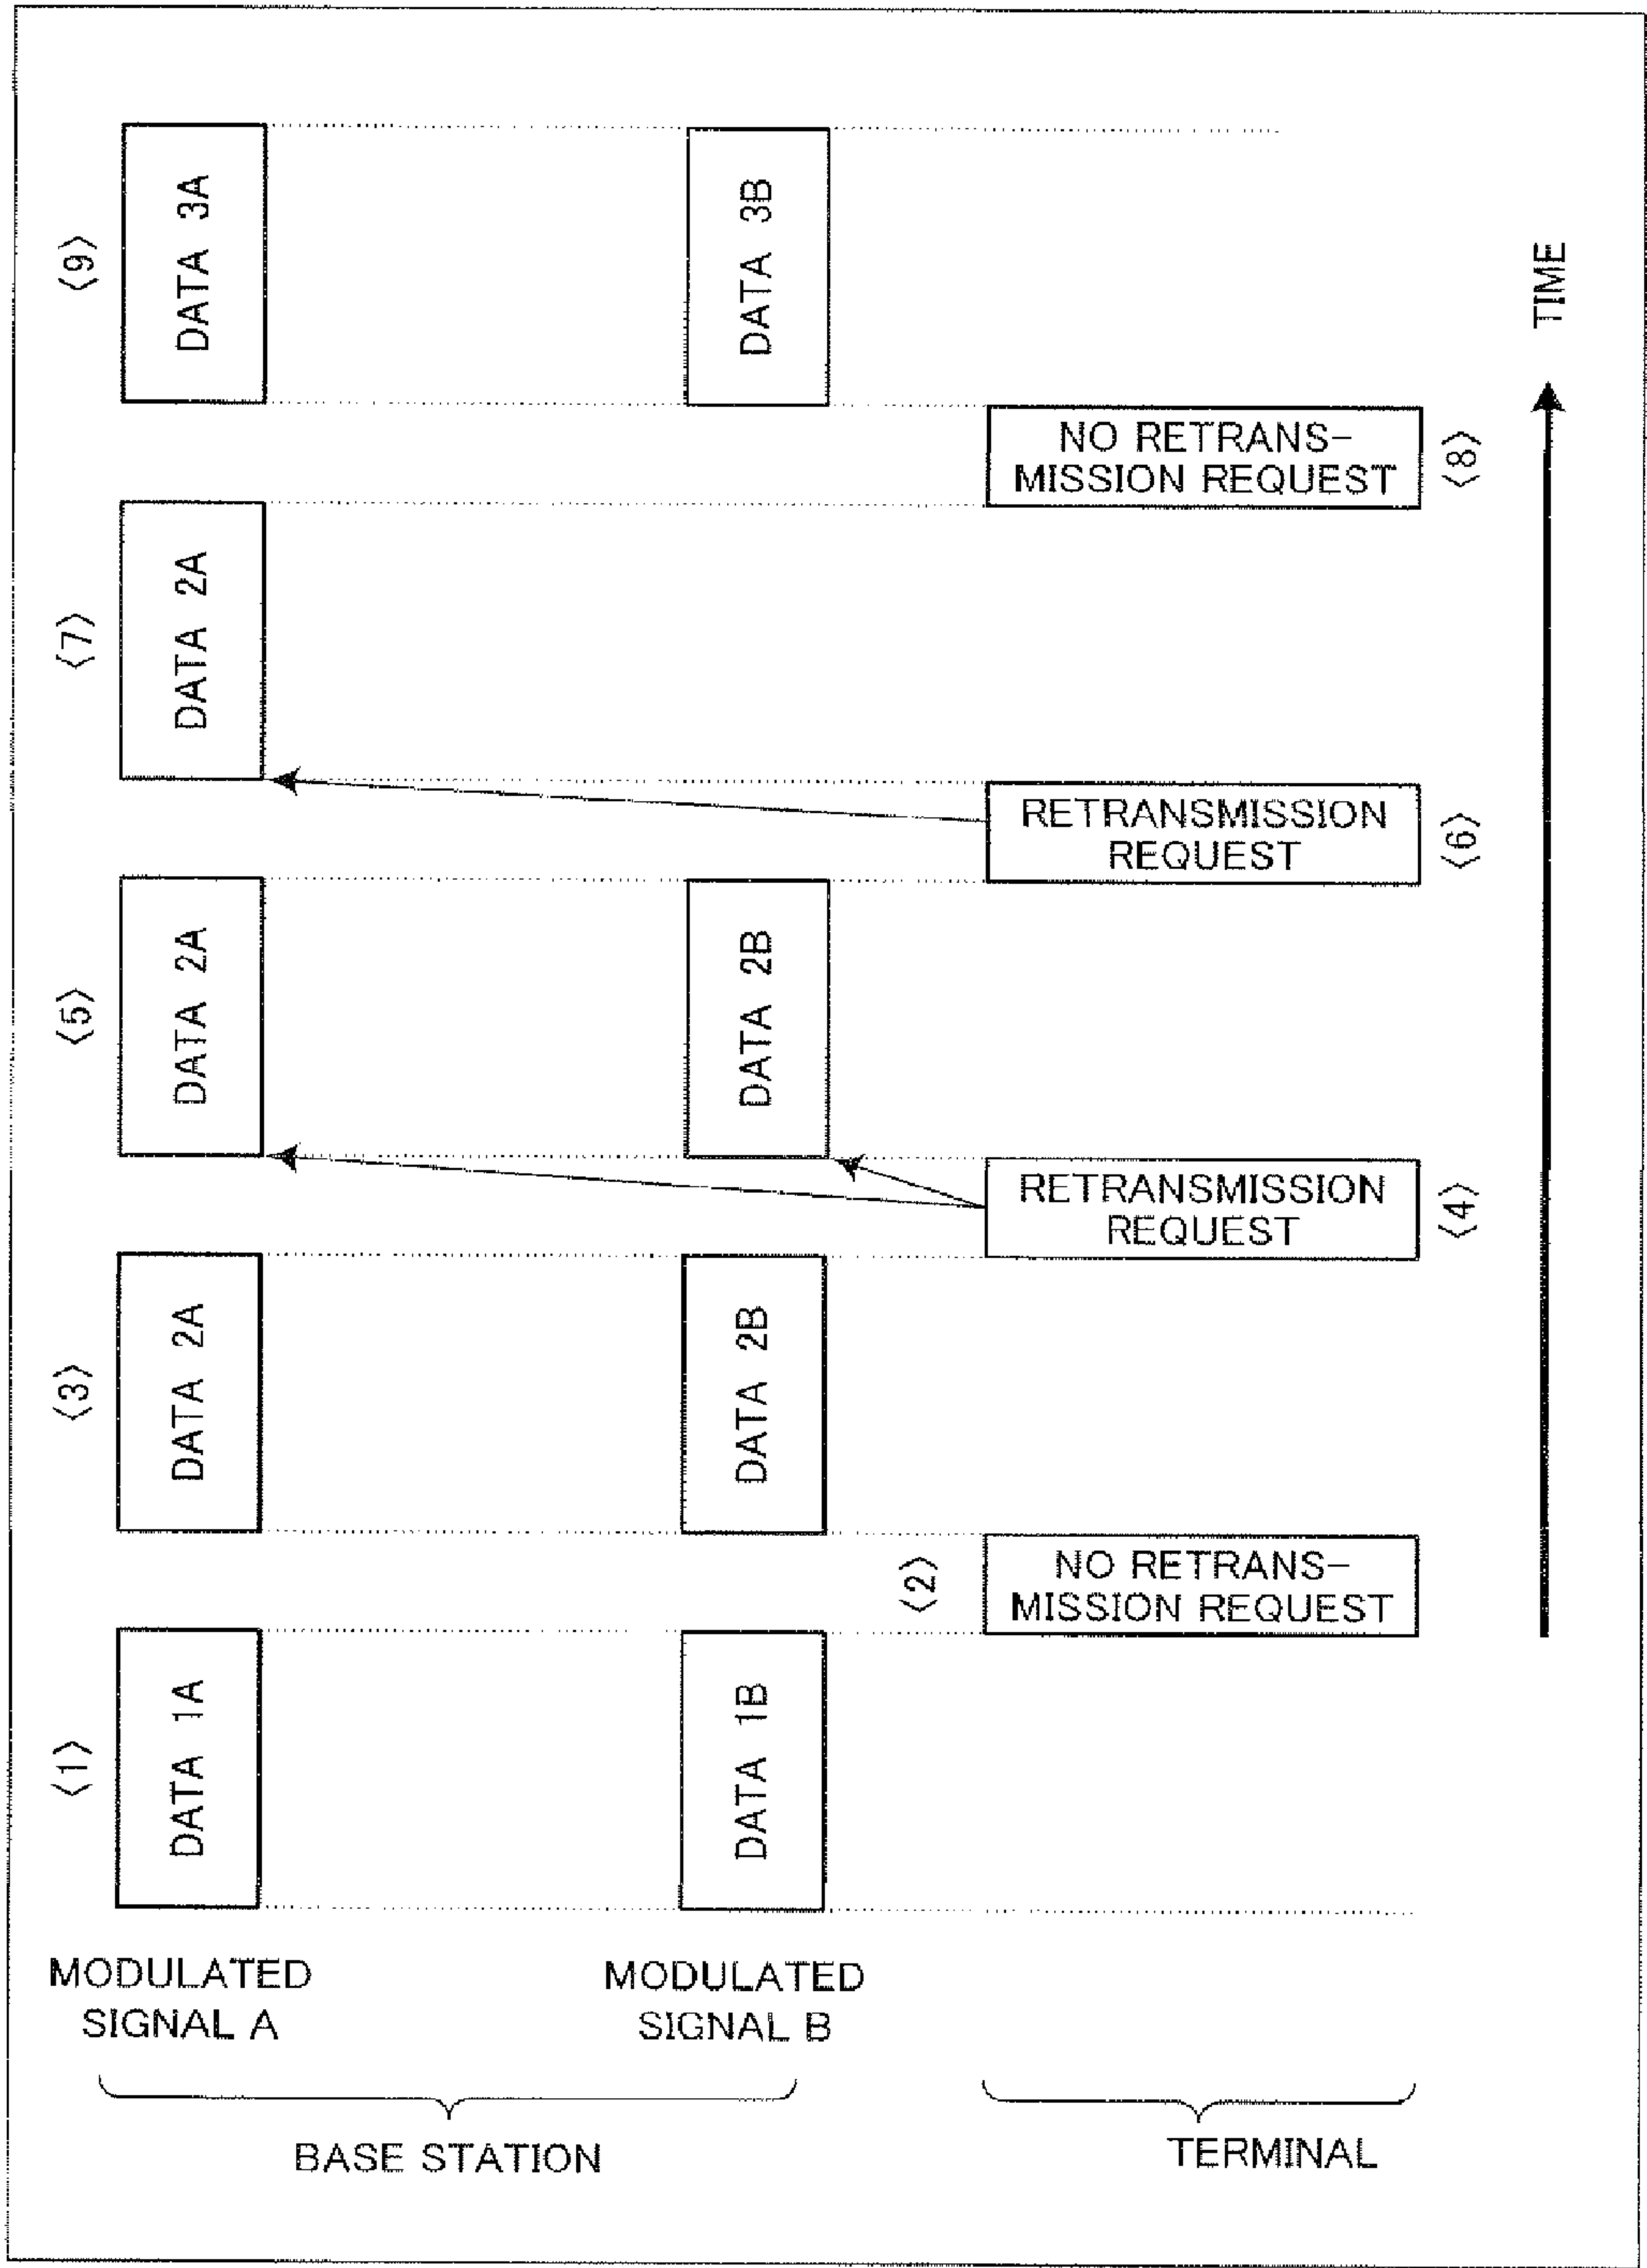 MODULATED
SIGNAL A
MODULATED
SIGNAL B
BASE STATION
TERMINAL
〈1〉
DATA 1A
DATA 1B
〈2〉
NO RETRANS-
MISSION REQUEST
〈3〉
DATA 2A
DATA 2B
RETRANSMISSION
REQUEST
〈4〉
〈5〉
DATA 2A
DATA 2B
RETRANSMISSION
REQUEST
〈6〉
〈7〉
DATA 2A
NO RETRANS-
MISSION REQUEST
〈8〉
〈9〉
DATA 3A
DATA 3B
TIME